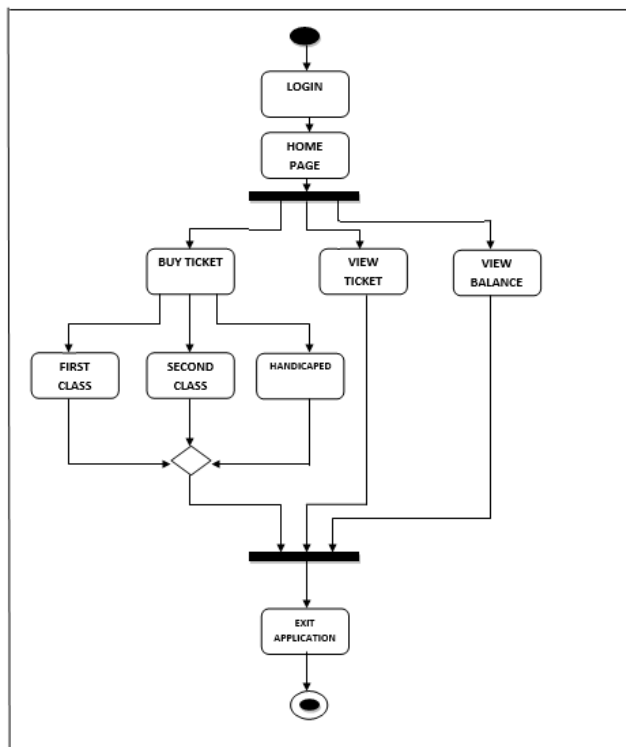 LOGIN
HOME
PAGE
BUY TICKET
VIEW
TICKET
VIEW
BALANCE
FIRST
CLASS
SECOND
CLASS
HANDICAPED
EXIT
APPLICATION